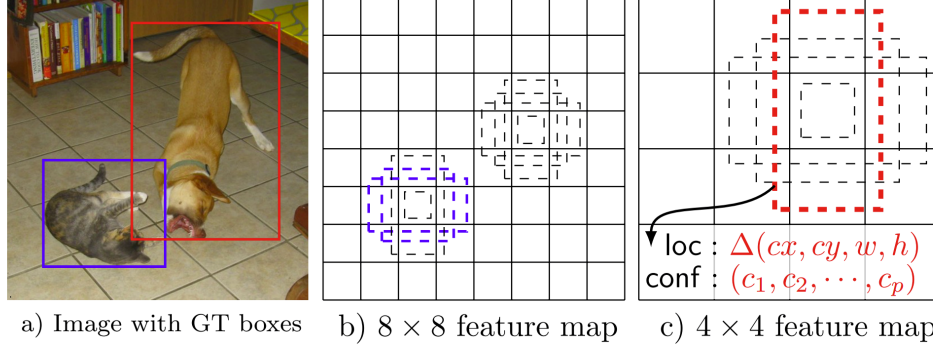 loc : Δ(cx, cy, w, h)
conf : (c₁, c₂, ⋯, cₚ)
a) Image with GT boxes
b) 8 × 8 feature map
c) 4 × 4 feature map